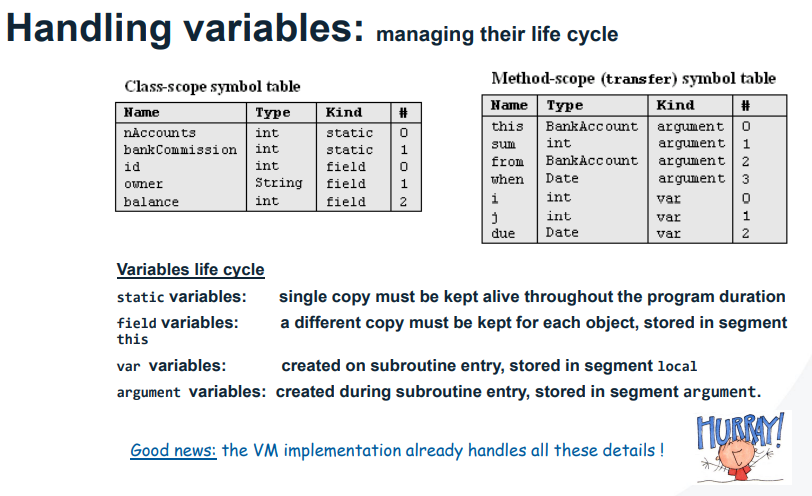 Handling variables: managing their life cycle
Class-scope symbol table
Name Type Kind #
nAccounts int static 0
bankCommission int static 1
id int field 0
owner String field 1
balance int field 2
Method-scope (transfer) symbol table
Name Type Kind #
this BankAccount argument 0
sum int argument 1
from BankAccount argument 2
when Date argument 3
i int var 0
j int var 1
due Date var 2
Variables life cycle
static variables: single copy must be kept alive throughout the program duration
field variables: a different copy must be kept for each object, stored in segment
this
var variables: created on subroutine entry, stored in segment local
argument variables: created during subroutine entry, stored in segment argument.
Good news: the VM implementation already handles all these details !
HURRAY!